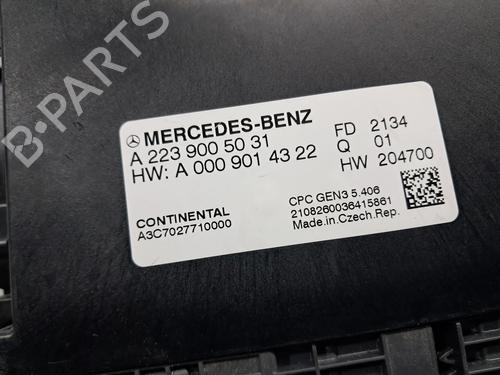 MERCEDES-BENZ
A 223 900 50 31
HW: A 000 901 43 22
FD 2134
Q 01
HW 204700
CONTINENTAL
A3C7027710000
CPC GEN3 5.406
2108260036415861
Made.in.Czech.Rep.
B-PARTS